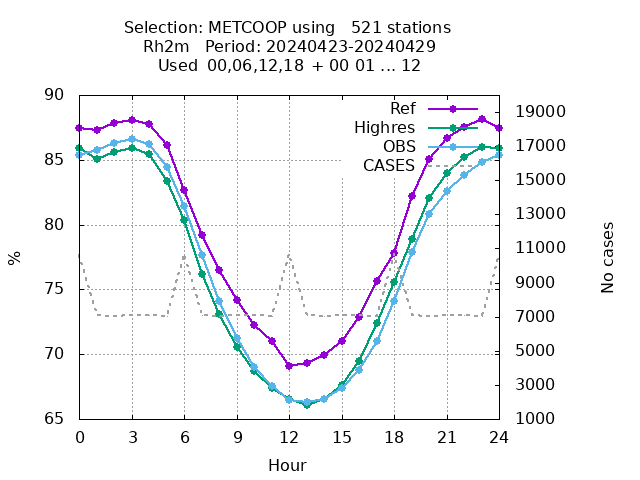 Selection: METCOOP using   521 stations
Rh2m   Period: 20240423-20240429
Used  00,06,12,18  + 00 01 ... 12
Ref
Highres
OBS
CASES
90
85
80
75
70
65
%
19000
17000
15000
13000
11000
9000
7000
5000
3000
1000
No cases
0 3 6 9 12 15 18 21 24
Hour